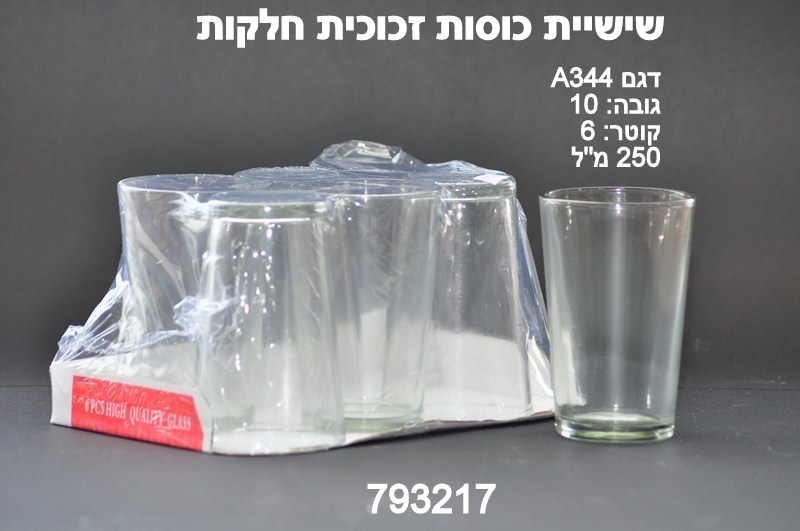 שישיית כוסות זכוכית חלקות
דגם A344
גובה: 10
קוטר: 6
250 מ"ל
6 PCS HIGH QUALITY GLASS
793217